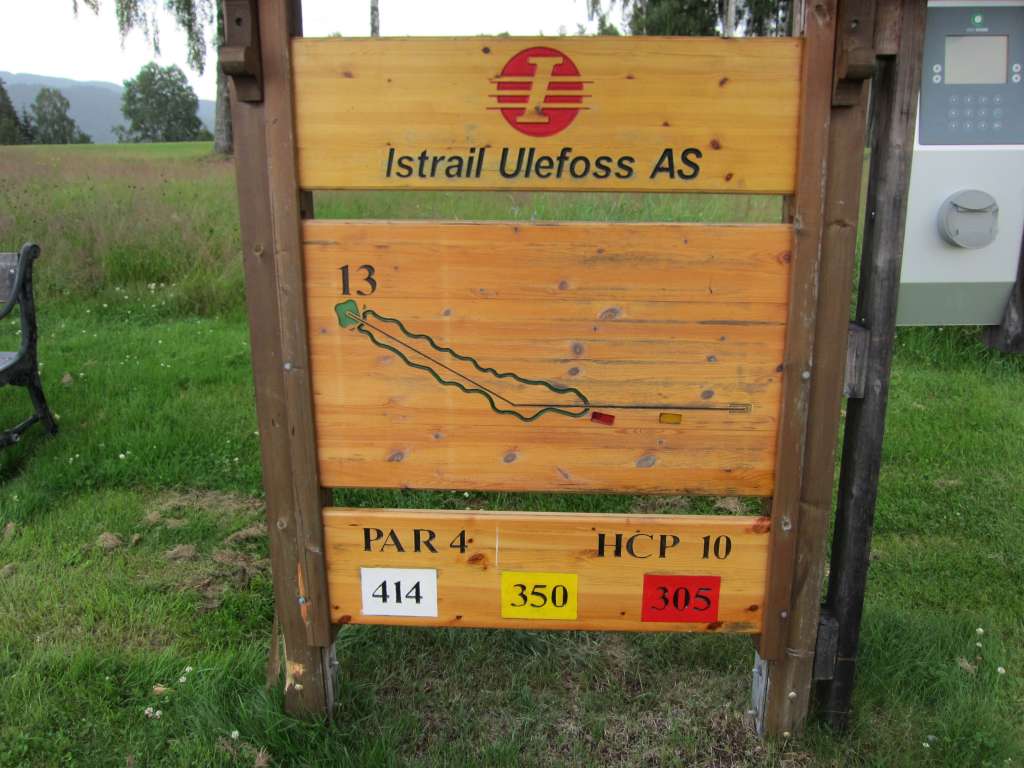 I
Istrail Ulefoss AS
13
PAR 4 HCP 10
414 350 305